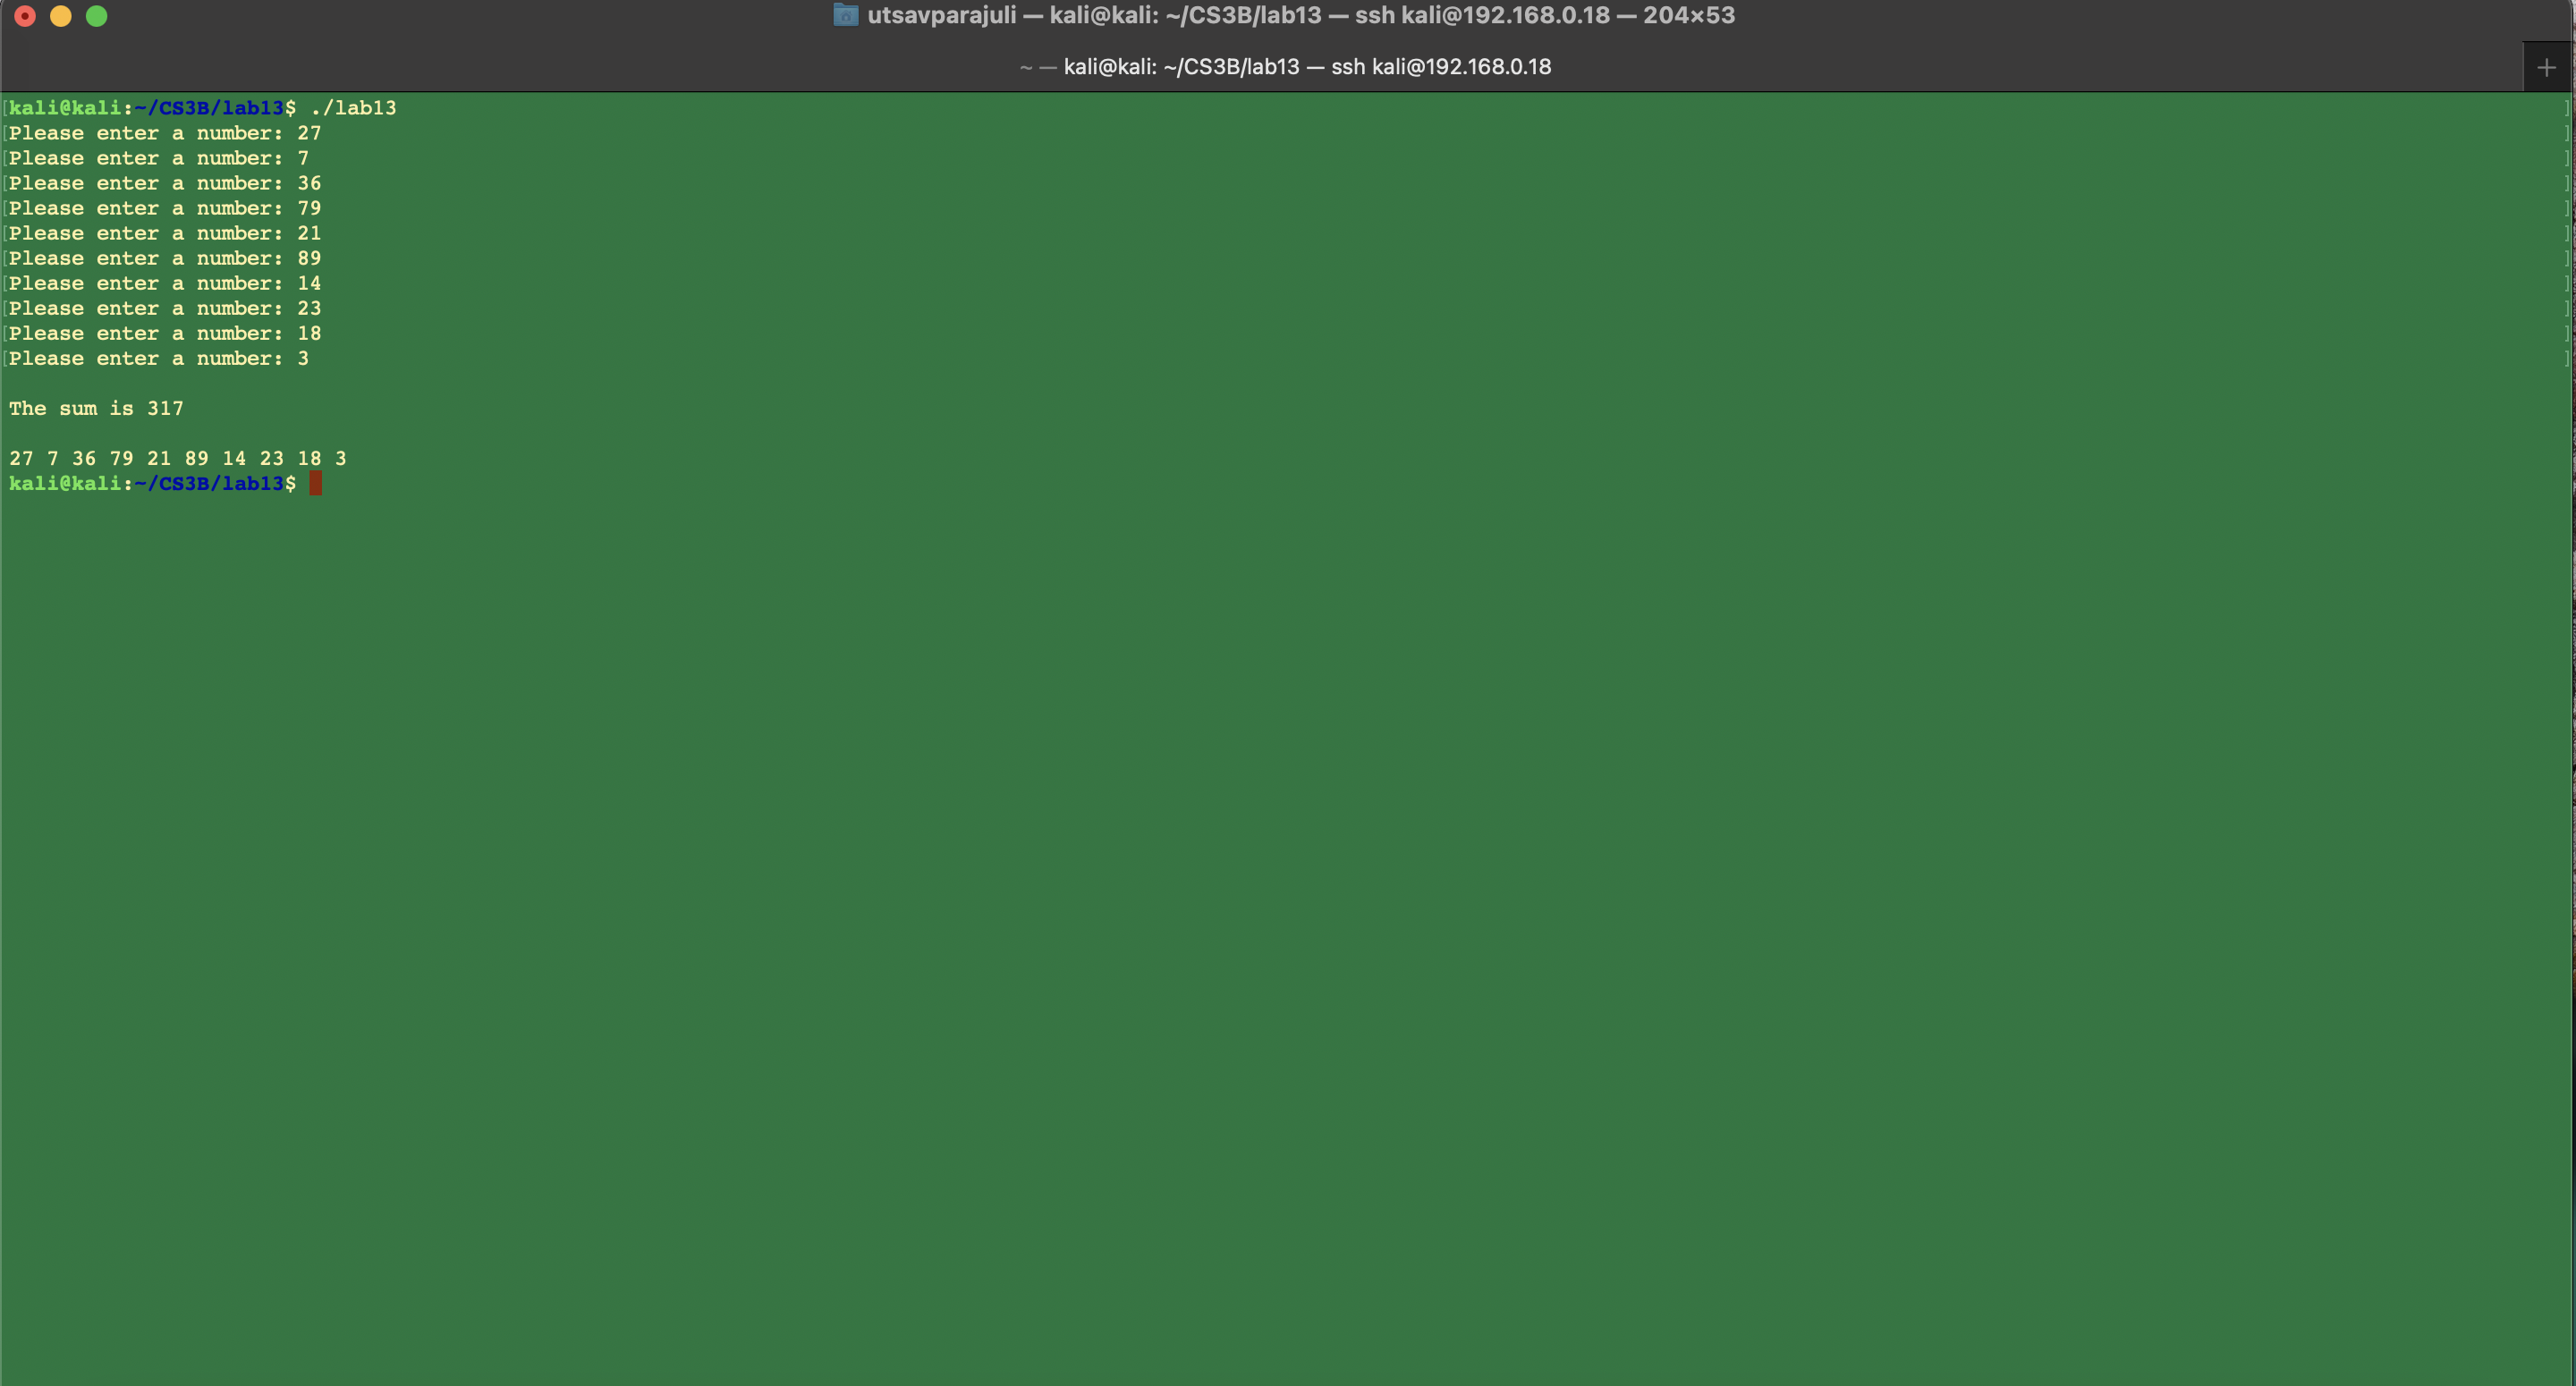 utsavparajuli — kali@kali: ~/CS3B/lab13 — ssh kali@192.168.0.18 — 204×53
~ — kali@kali: ~/CS3B/lab13 — ssh kali@192.168.0.18
kali@kali:~/CS3B/lab13$ ./lab13
Please enter a number: 27
Please enter a number: 7
Please enter a number: 36
Please enter a number: 79
Please enter a number: 21
Please enter a number: 89
Please enter a number: 14
Please enter a number: 23
Please enter a number: 18
Please enter a number: 3
The sum is 317
27 7 36 79 21 89 14 23 18 3
kali@kali:~/CS3B/lab13$